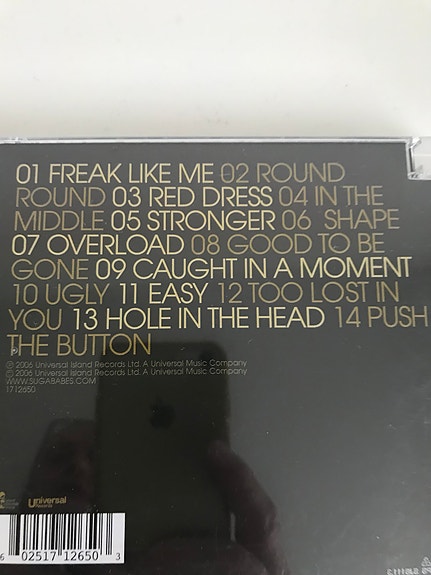 01 FREAK LIKE ME 02 ROUND
ROUND 03 RED DRESS 04 IN THE
MIDDLE 05 STRONGER 06 SHAPE
07 OVERLOAD 08 GOOD TO BE
GONE 09 CAUGHT IN A MOMENT
10 UGLY 11 EASY 12 TOO LOST IN
YOU 13 HOLE IN THE HEAD 14 PUSH
THE BUTTON
℗ 2006 Universal Island Records Ltd. A Universal Music Company
© 2006 Universal Island Records Ltd. A Universal Music Company
WWW.SUGABABES.COM
1712650
Universal
6 02517 12650 3